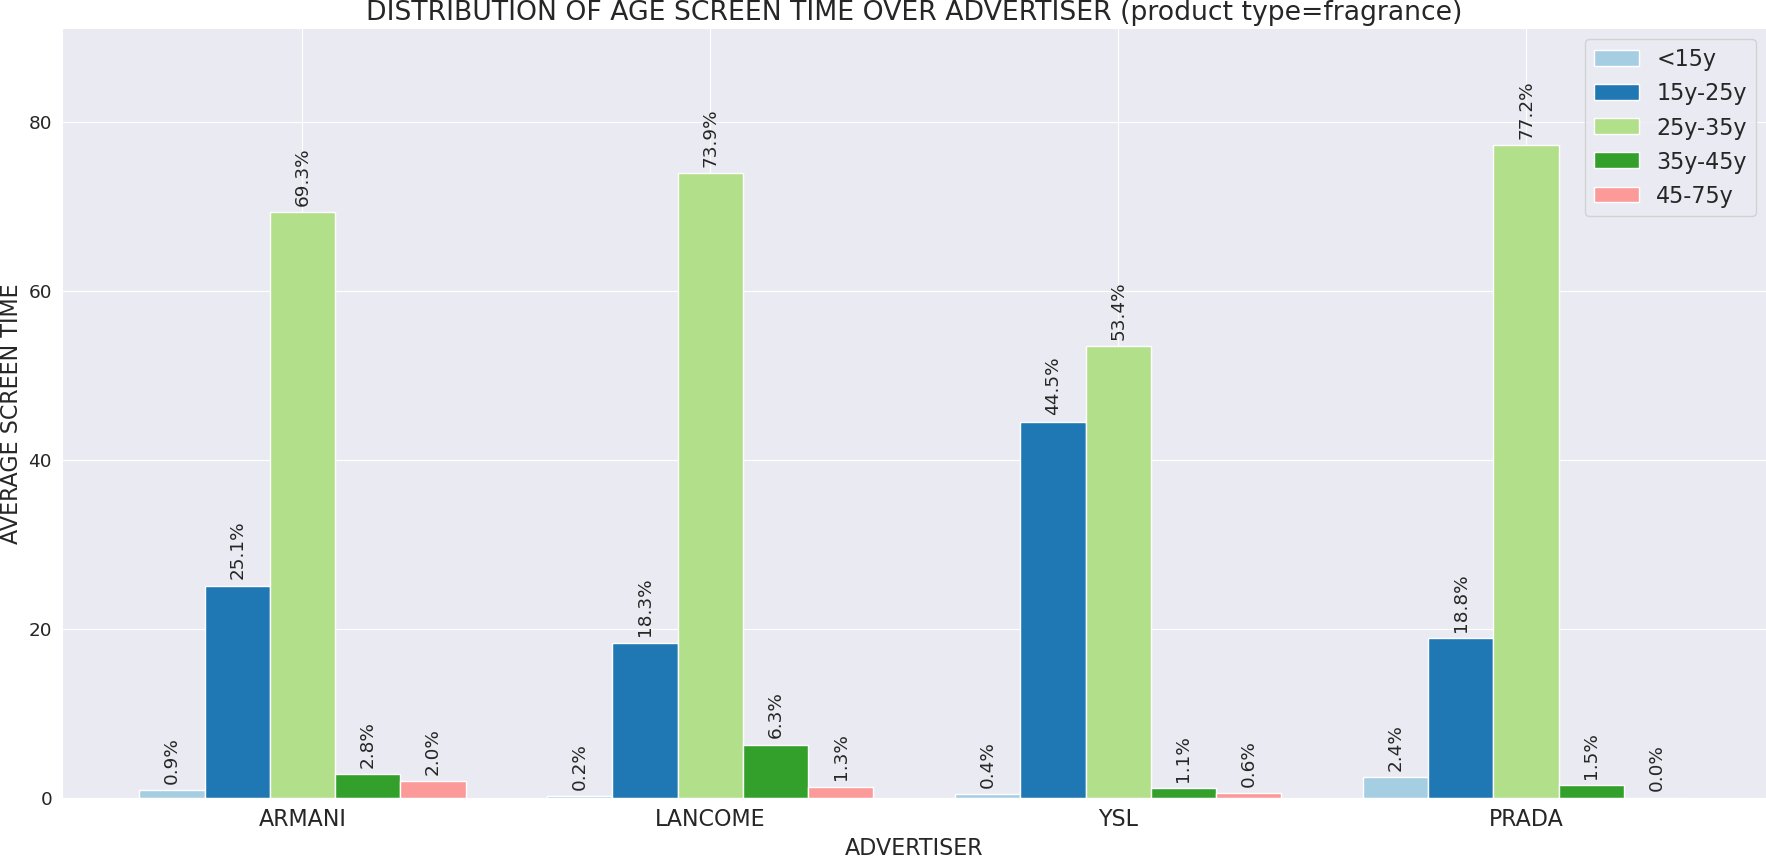 DISTRIBUTION OF AGE SCREEN TIME OVER ADVERTISER (product type=fragrance)
<15y
15y-25y
25y-35y
35y-45y
45-75y
AVERAGE SCREEN TIME
80
60
40
20
0
0.9%
25.1%
69.3%
2.8%
2.0%
0.2%
18.3%
73.9%
6.3%
1.3%
0.4%
44.5%
53.4%
1.1%
0.6%
2.4%
18.8%
77.2%
1.5%
0.0%
ARMANI
LANCOME
YSL
PRADA
ADVERTISER